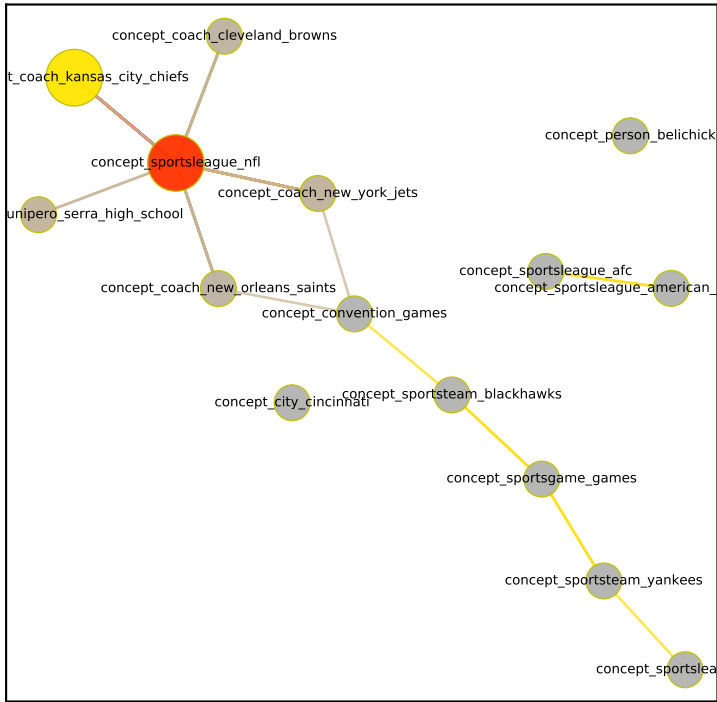 concept_coach_cleveland_browns
t_coach_kansas_city_chiefs
concept_person_belichick
concept_sportsleague_nfl
concept_coach_new_york_jets
unipero_serra_high_school
concept_sportsleague_afc
concept_coach_new_orleans_saints
concept_sportsleague_american_
concept_convention_games
concept_sportsteam_blackhawks
concept_city_cincinnati
concept_sportsgame_games
concept_sportsteam_yankees
concept_sportslea